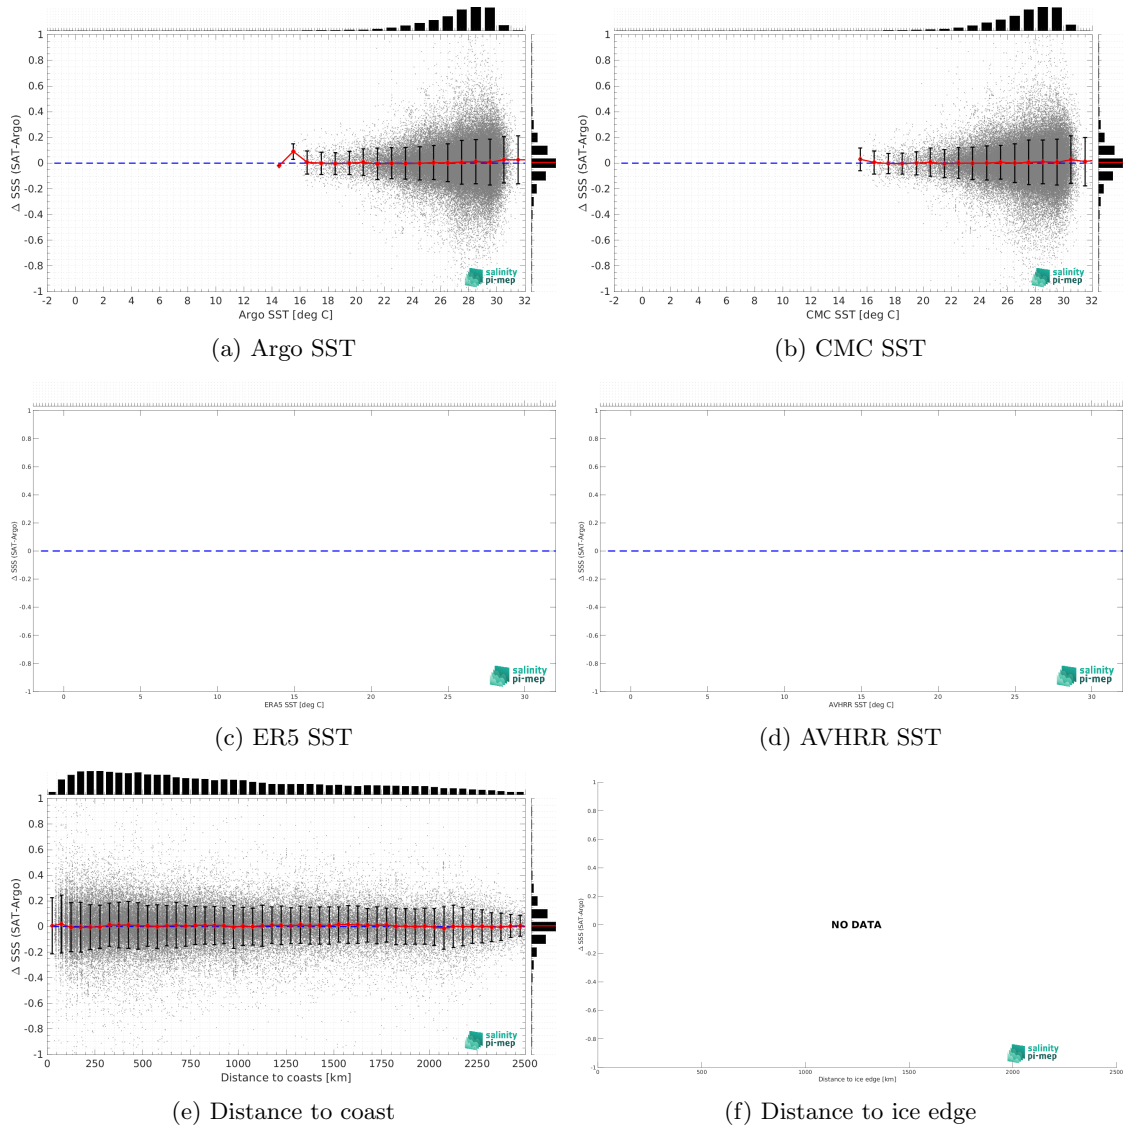 1
0.8
0.6
0.4
0.2
0
-0.2
-0.4
-0.6
-0.8
-1
Δ SSS (SAT-Argo)
-2 0 2 4 6 8 10 12 14 16 18 20 22 24 26 28 30 32
Argo SST [deg C]
salinity
pi-mep
(a) Argo SST
1
0.8
0.6
0.4
0.2
0
-0.2
-0.4
-0.6
-0.8
-1
Δ SSS (SAT-Argo)
-2 0 2 4 6 8 10 12 14 16 18 20 22 24 26 28 30 32
CMC SST [deg C]
salinity
pi-mep
(b) CMC SST
1
0.8
0.6
0.4
0.2
0
-0.2
-0.4
-0.6
-0.8
-1
Δ SSS (SAT-Argo)
0 5 10 15 20 25 30
ERA5 SST [deg C]
salinity
pi-mep
(c) ER5 SST
1
0.8
0.6
0.4
0.2
0
-0.2
-0.4
-0.6
-0.8
-1
Δ SSS (SAT-Argo)
0 5 10 15 20 25 30
AVHRR SST [deg C]
salinity
pi-mep
(d) AVHRR SST
1
0.8
0.6
0.4
0.2
0
-0.2
-0.4
-0.6
-0.8
-1
Δ SSS (SAT-Argo)
0 250 500 750 1000 1250 1500 1750 2000 2250 2500
Distance to coasts [km]
salinity
pi-mep
(e) Distance to coast
1
0.8
0.6
0.4
0.2
0
-0.2
-0.4
-0.6
-0.8
-1
Δ SSS (SAT-Argo)
NO DATA
0 500 1000 1500 2000 2500
Distance to ice edge [km]
salinity
pi-mep
(f) Distance to ice edge